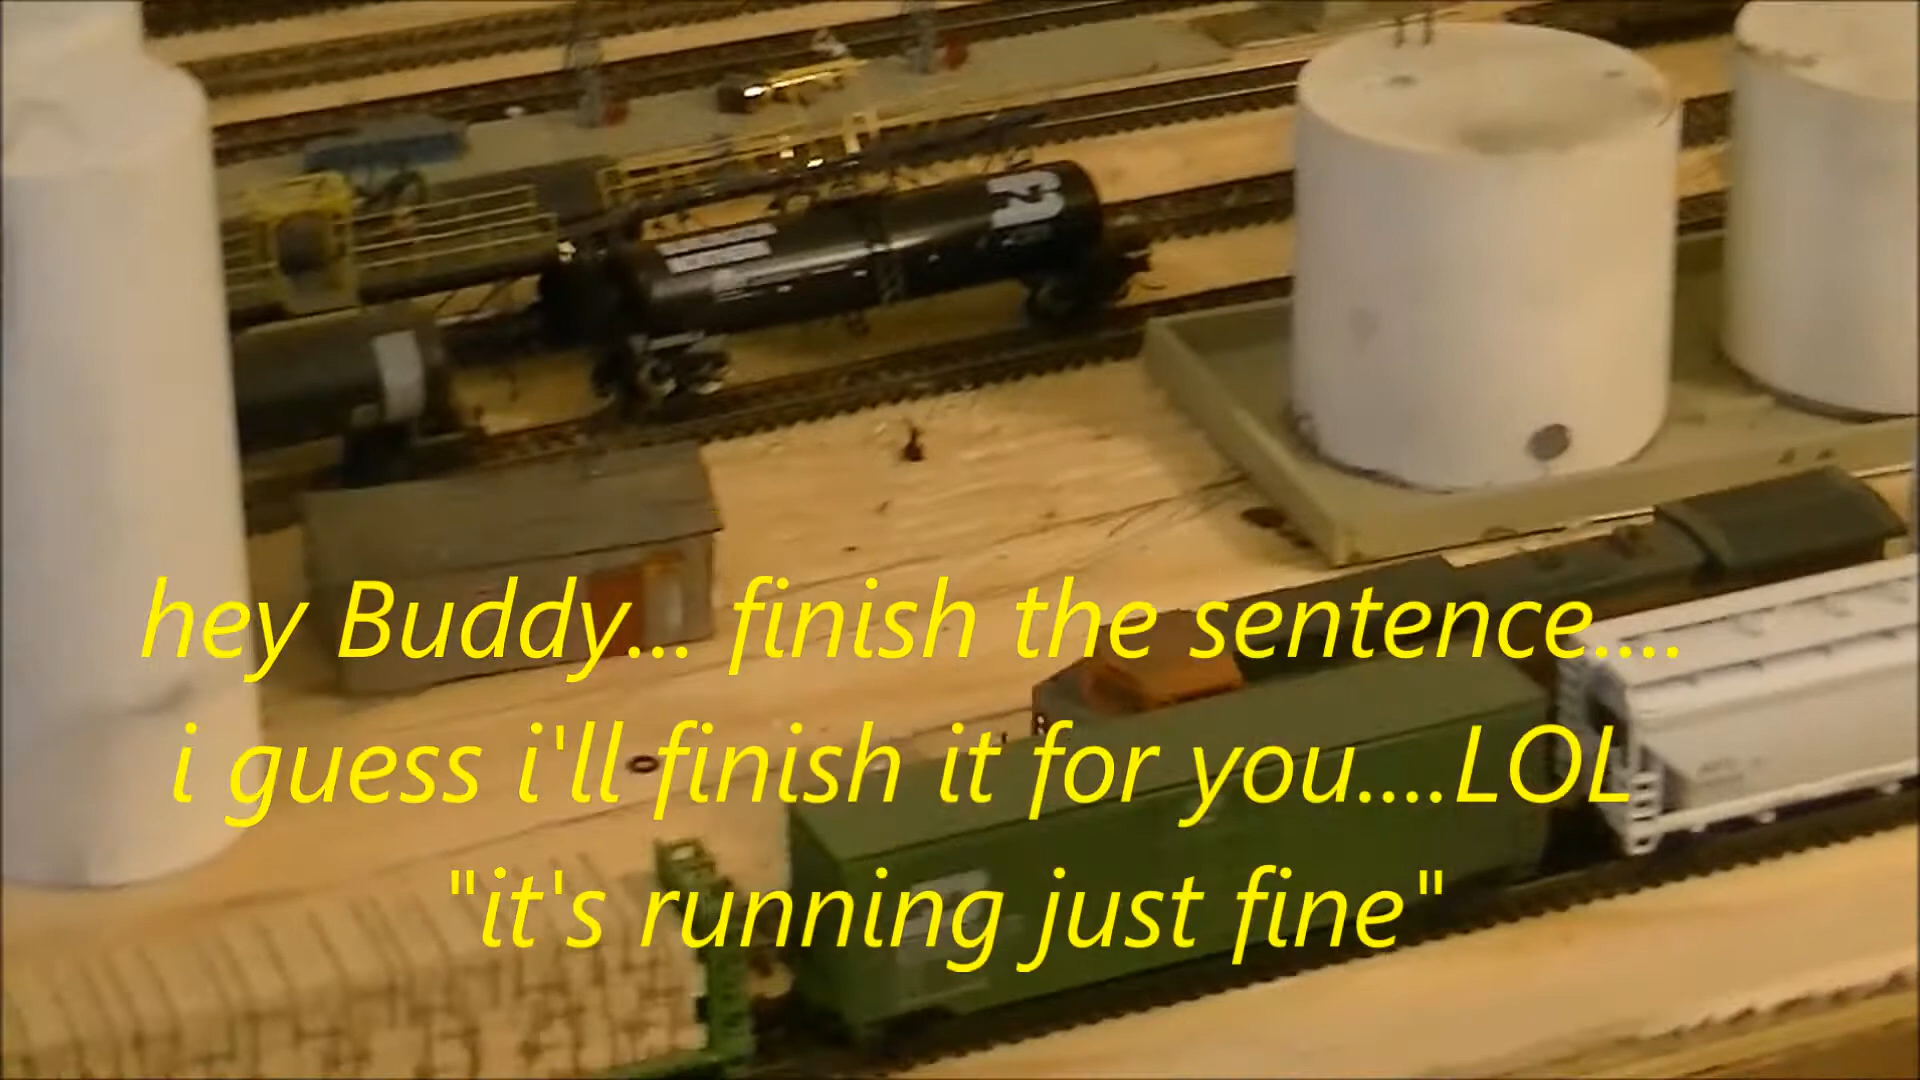 hey Buddy... finish the sentence....
i guess i'll finish it for you....LOL
"it's running just fine"